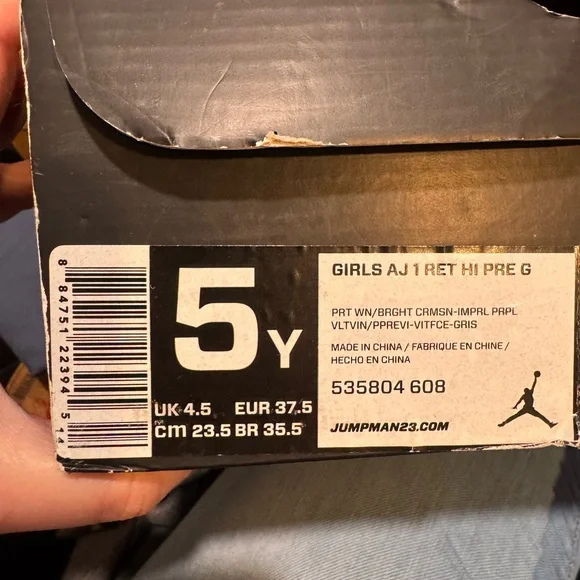 8 84751 22394 5 14
5Y
UK 4.5 EUR 37.5
cm 23.5 BR 35.5
GIRLS AJ 1 RET HI PRE G
PRT WN/BRGHT CRMSN-IMPRL PRPL
VLTVIN/PPREVI-VITFCE-GRIS
MADE IN CHINA / FABRIQUE EN CHINE /
HECHO EN CHINA
535804 608
JUMPMAN23.COM